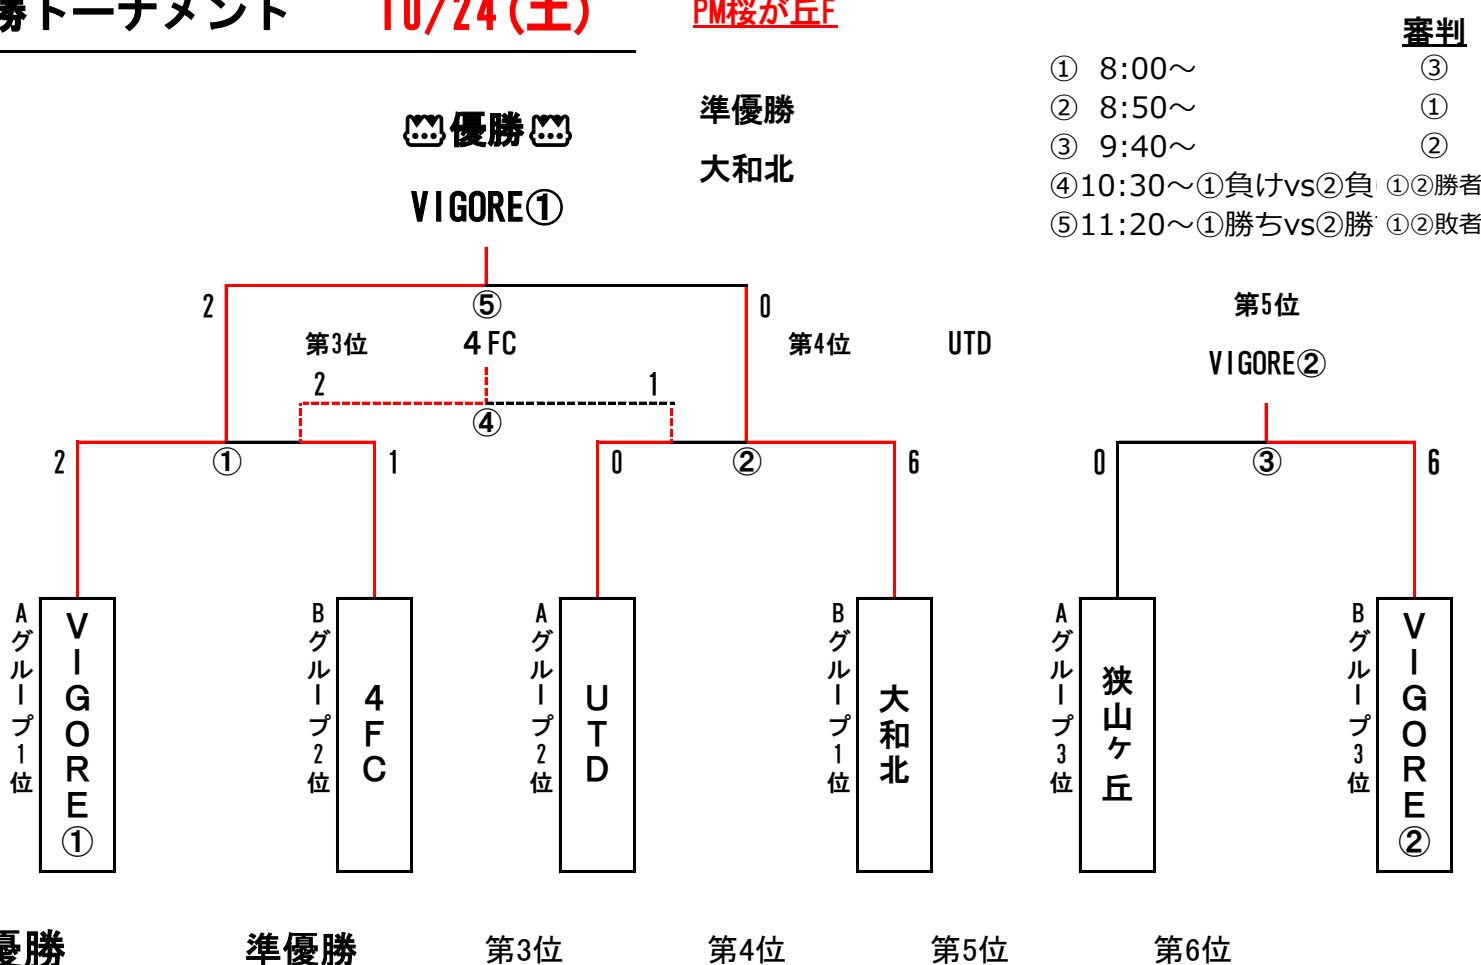 勝トーナメント 10/24(土) PM桜が丘F
審判
① 8:00～ ③
② 8:50～ ①
③ 9:40～ ②
④10:30～①負けvs②負 ①②勝者
⑤11:20～①勝ちvs②勝 ①②敗者
優勝
VIGORE①
準優勝
大和北
2 ⑤ 0
第3位 4FC 第4位 UTD
2 ④ 1
第5位
VIGORE②
2 ① 1 0 ② 6 0 ③ 6
Aグループ1位
VIGORE①
Bグループ2位
4FC
Aグループ2位
UTD
Bグループ1位
大和北
Aグループ3位
狭山ヶ丘
Bグループ3位
VIGORE②
優勝 準優勝 第3位 第4位 第5位 第6位